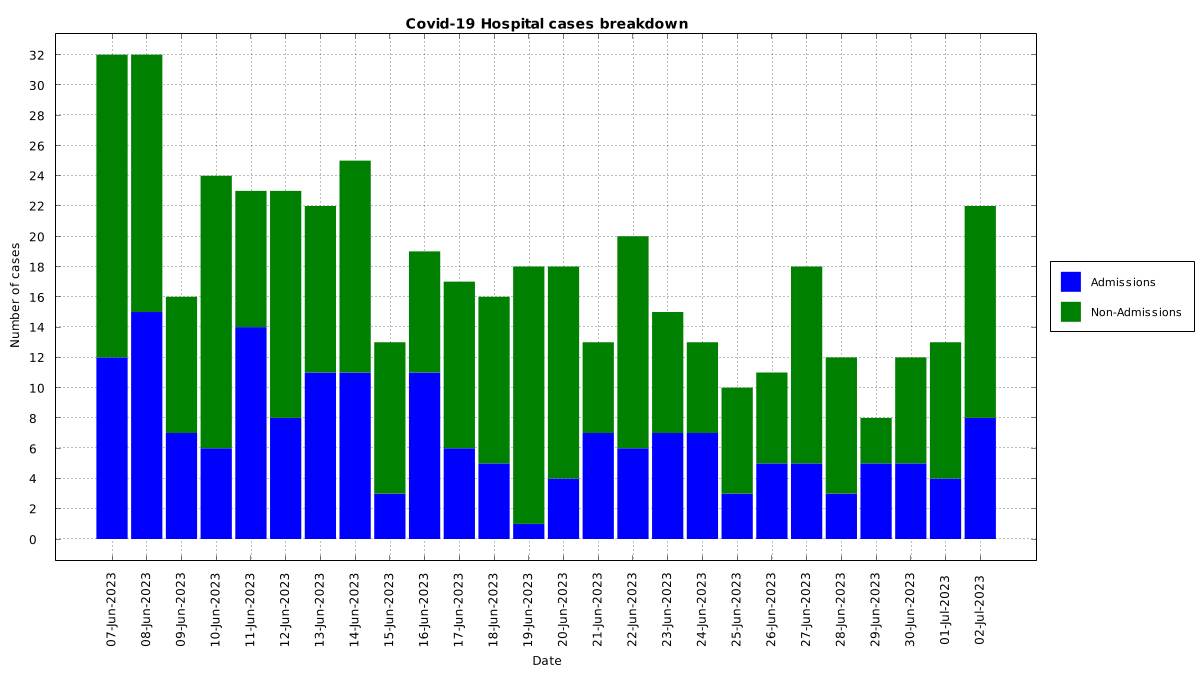 Covid-19 Hospital cases breakdown
32
30
28
26
24
22
20
18
16
14
12
10
8
6
4
2
0
Number of cases
07-Jun-2023
08-Jun-2023
09-Jun-2023
10-Jun-2023
11-Jun-2023
12-Jun-2023
13-Jun-2023
14-Jun-2023
15-Jun-2023
16-Jun-2023
17-Jun-2023
18-Jun-2023
19-Jun-2023
20-Jun-2023
21-Jun-2023
22-Jun-2023
23-Jun-2023
24-Jun-2023
25-Jun-2023
26-Jun-2023
27-Jun-2023
28-Jun-2023
29-Jun-2023
30-Jun-2023
01-Jul-2023
02-Jul-2023
Date
Admissions
Non-Admissions